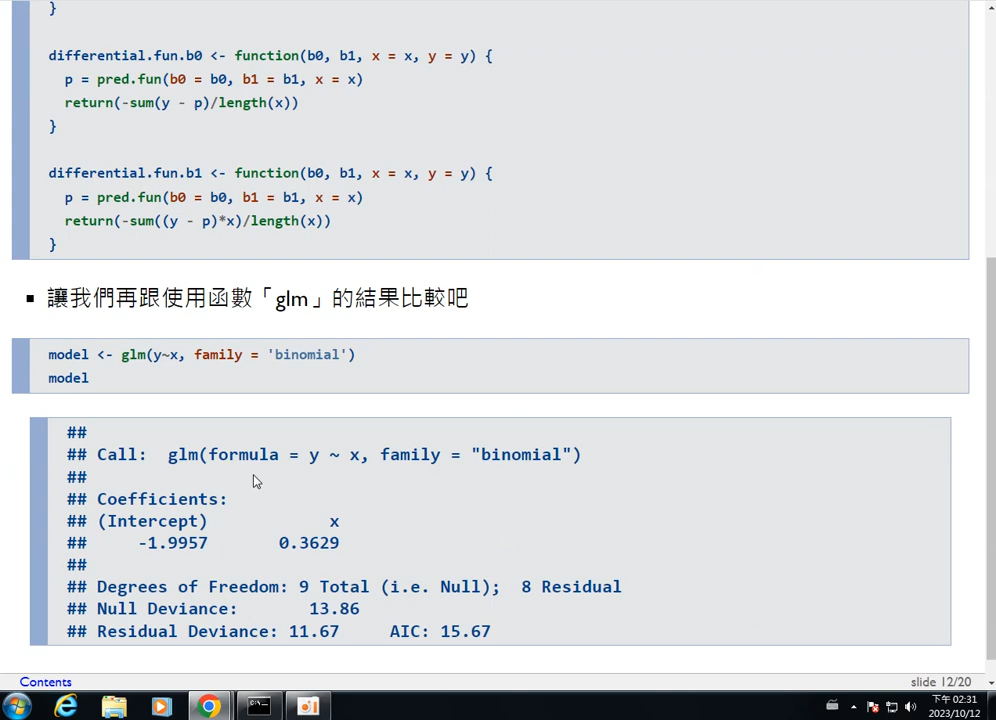 }
differential.fun.b0 <- function(b0, b1, x = x, y = y) {
p = pred.fun(b0 = b0, b1 = b1, x = x)
return(-sum(y - p)/length(x))
}
differential.fun.b1 <- function(b0, b1, x = x, y = y) {
p = pred.fun(b0 = b0, b1 = b1, x = x)
return(-sum((y - p)*x)/length(x))
}
▪ 讓我們再跟使用函數「glm」的結果比較吧
model <- glm(y~x, family = 'binomial')
model
##
## Call:  glm(formula = y ~ x, family = "binomial")
##
## Coefficients:
## (Intercept)            x
##     -1.9957       0.3629
##
## Degrees of Freedom: 9 Total (i.e. Null);  8 Residual
## Null Deviance:       13.86
## Residual Deviance: 11.67     AIC: 15.67
Contents
slide 12/20
下午 02:31
2023/10/12